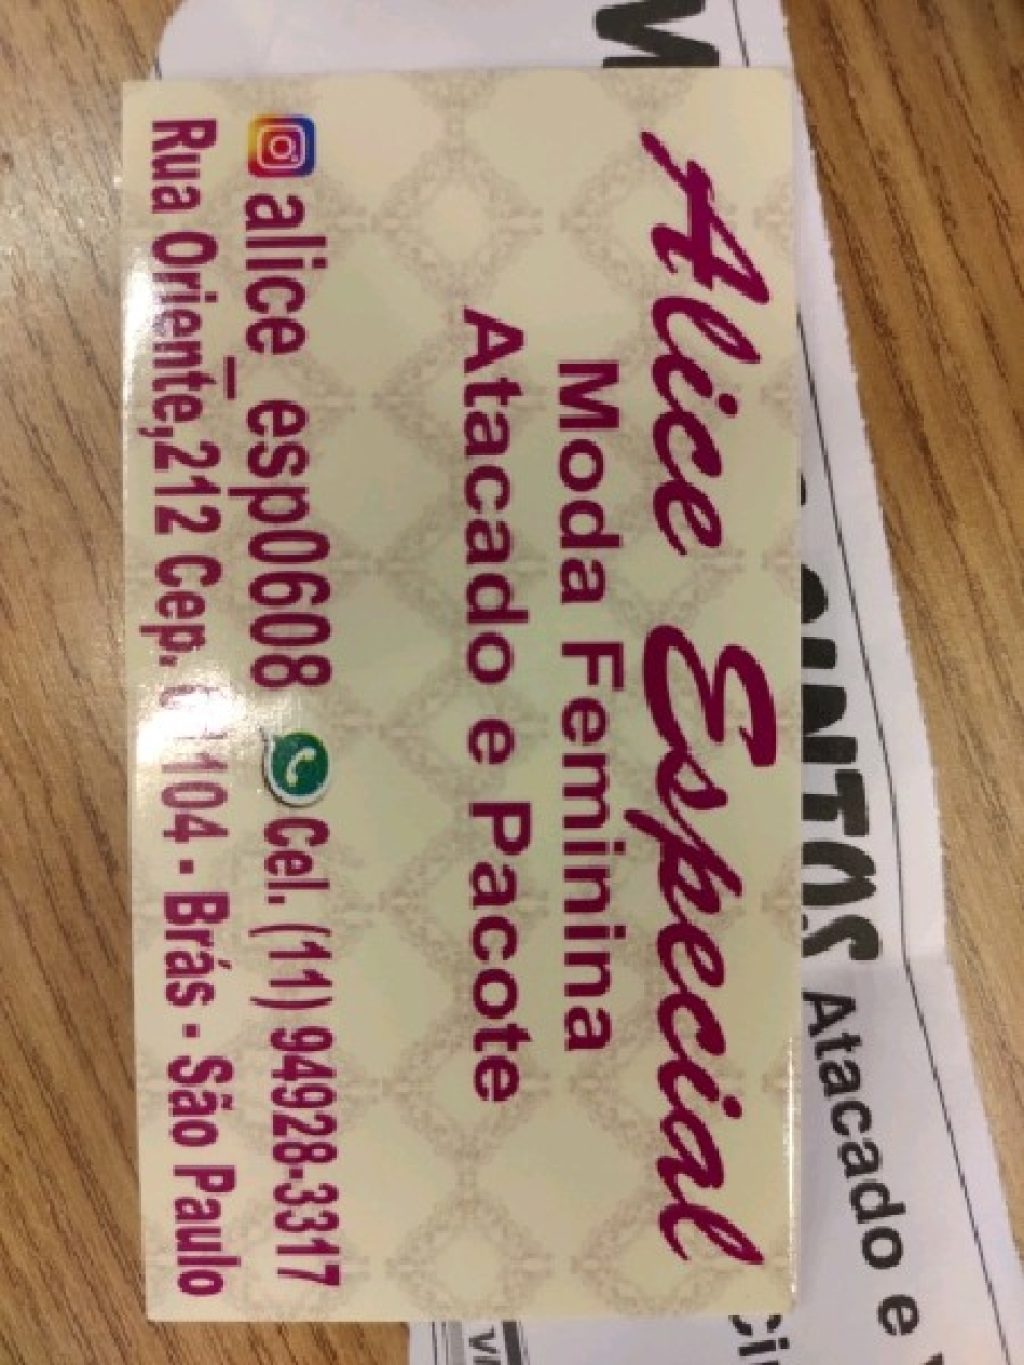 Alice Especial
Moda Feminina
Atacado e Pacote
alice_esp0608 Cel. (11) 94928-3317
Rua Oriente,212 Cep. 104 - Brás - São Paulo
Atacado e